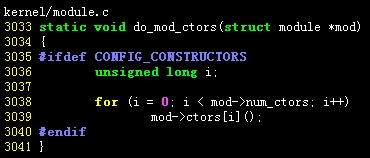 kernel/module.c
3033 static void do_mod_ctors(struct module *mod)
3034 {
3035 #ifdef CONFIG_CONSTRUCTORS
3036         unsigned long i;
3037
3038         for (i = 0; i < mod->num_ctors; i++)
3039                 mod->ctors[i]();
3040 #endif
3041 }